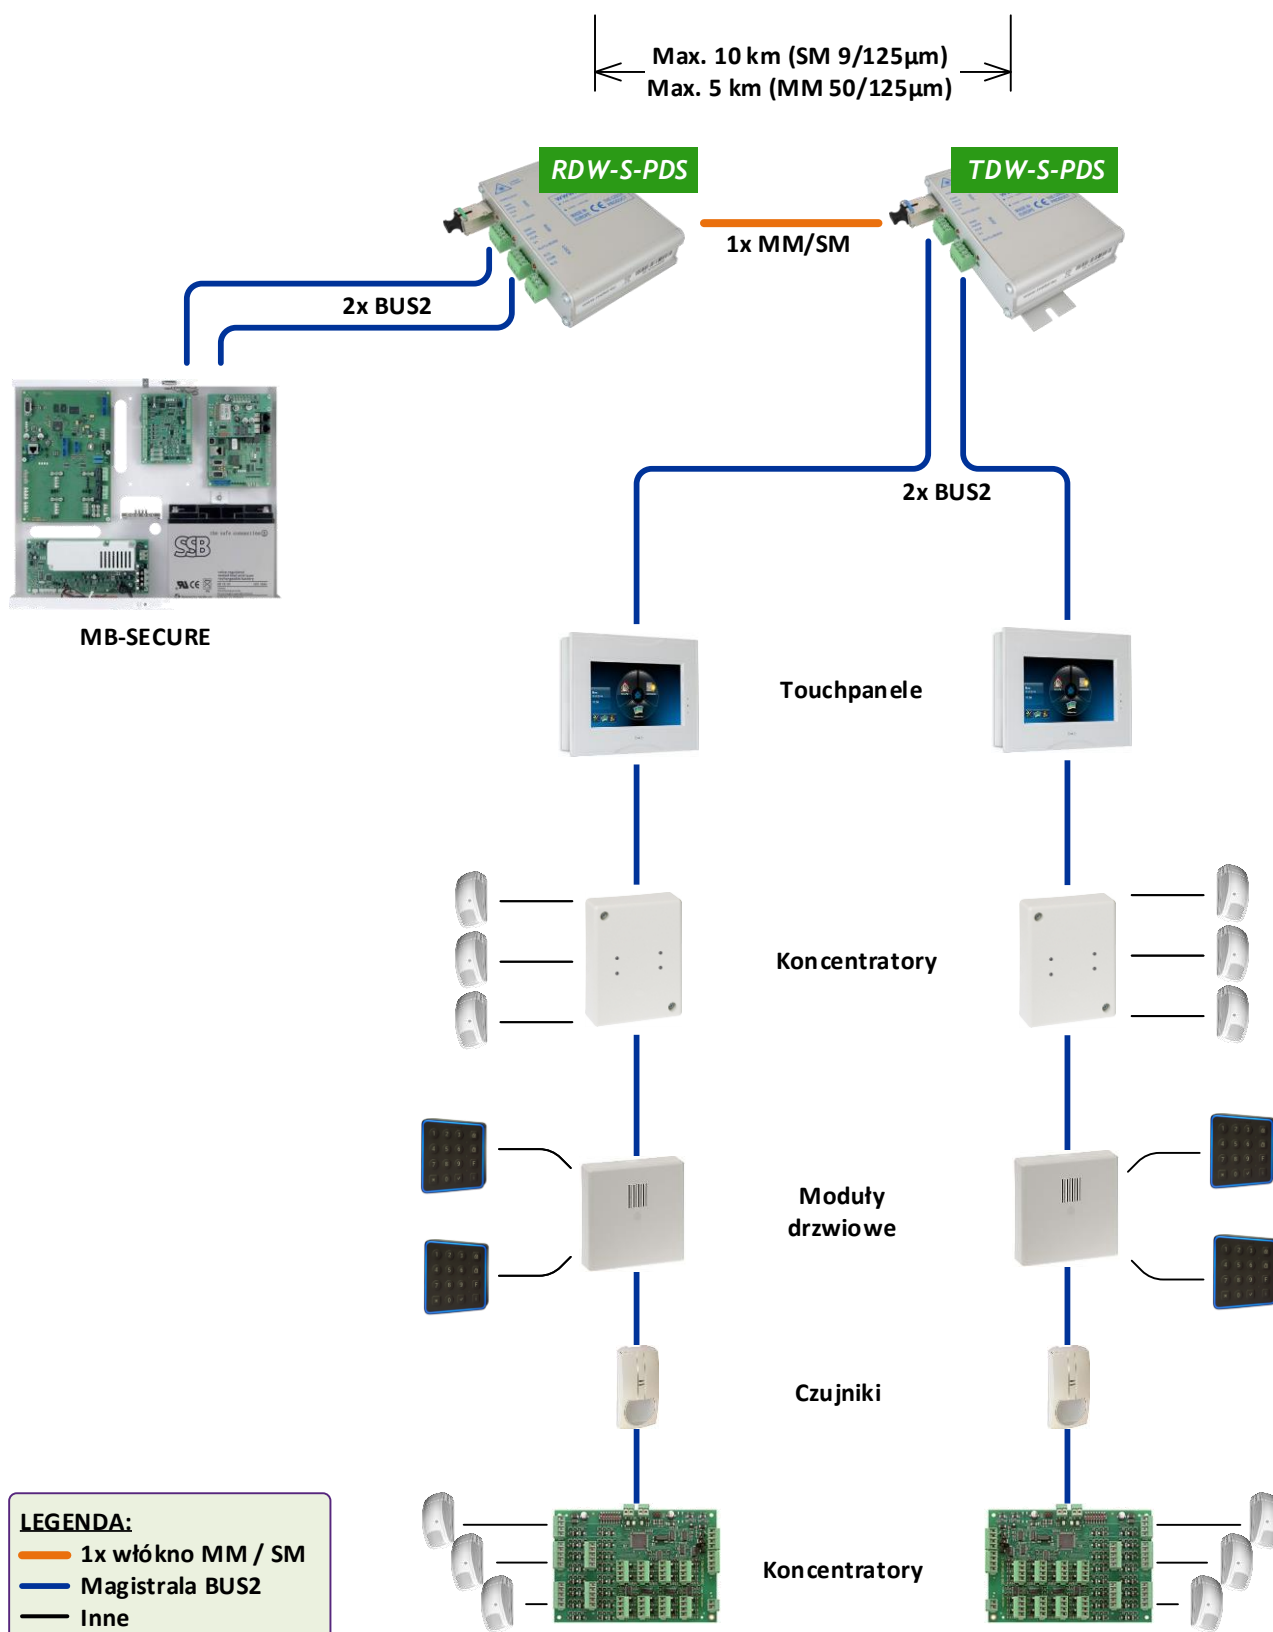 Max. 10 km (SM 9/125µm)
Max. 5 km (MM 50/125µm)
RDW-S-PDS
TDW-S-PDS
1x MM/SM
2x BUS2
2x BUS2
SSB
MB-SECURE
Touchpanele
Koncentratory
Moduły
drzwiowe
Czujniki
Koncentratory
LEGENDA:
1x włókno MM / SM
Magistrala BUS2
Inne